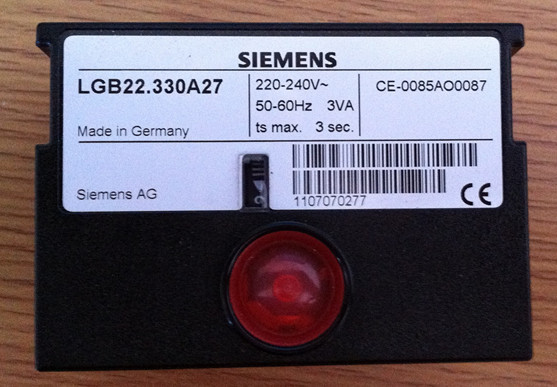 SIEMENS
LGB22.330A27
220-240V~
50-60Hz 3VA
ts max. 3 sec.
CE-0085AO0087
Made in Germany
Siemens AG
1107070277
CE